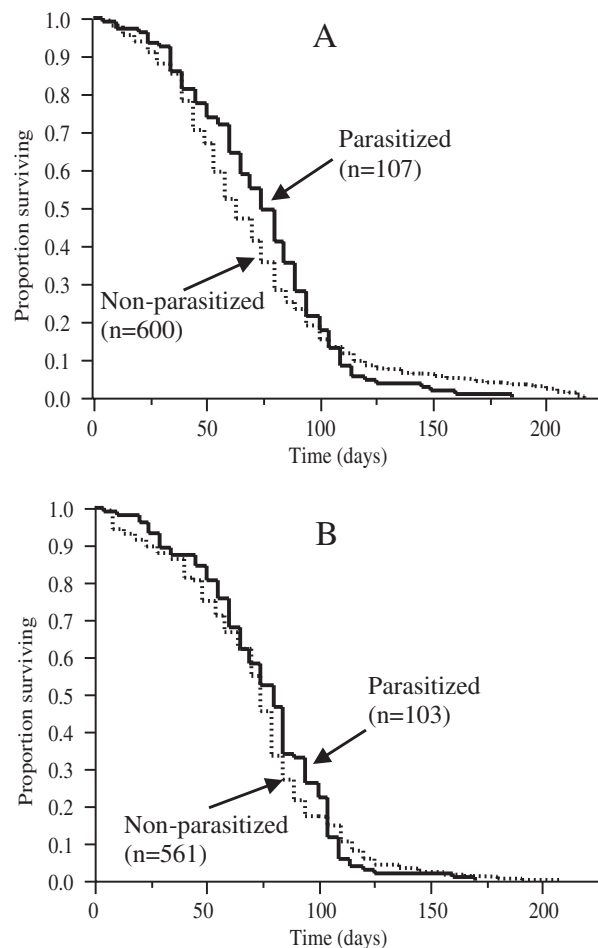 A
1.0
0.9
0.8
0.7
0.6
0.5
0.4
0.3
0.2
0.1
0.0
Proportion surviving
Parasitized
(n=107)
Non-parasitized
(n=600)
0 50 100 150 200
Time (days)
B
1.0
0.9
0.8
0.7
0.6
0.5
0.4
0.3
0.2
0.1
0.0
Proportion surviving
Parasitized
(n=103)
Non-parasitized
(n=561)
0 50 100 150 200
Time (days)